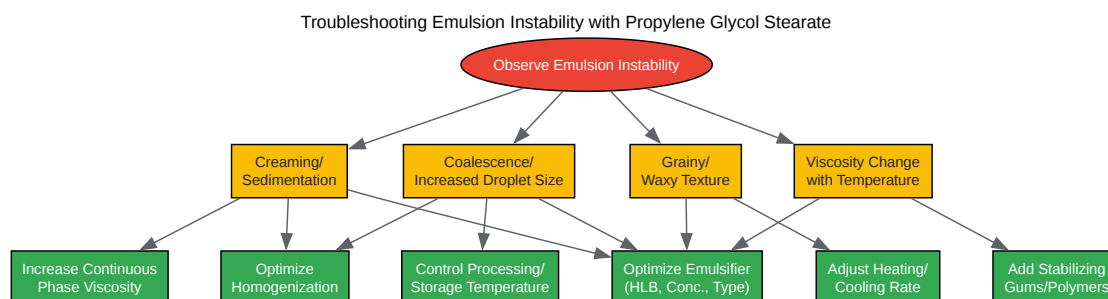 Troubleshooting Emulsion Instability with Propylene Glycol Stearate
Observe Emulsion Instability
Creaming/
Sedimentation
Coalescence/
Increased Droplet Size
Grainy/
Waxy Texture
Viscosity Change
with Temperature
Increase Continuous
Phase Viscosity
Optimize
Homogenization
Control Processing/
Storage Temperature
Optimize Emulsifier
(HLB, Conc., Type)
Adjust Heating/
Cooling Rate
Add Stabilizing
Gums/Polymers